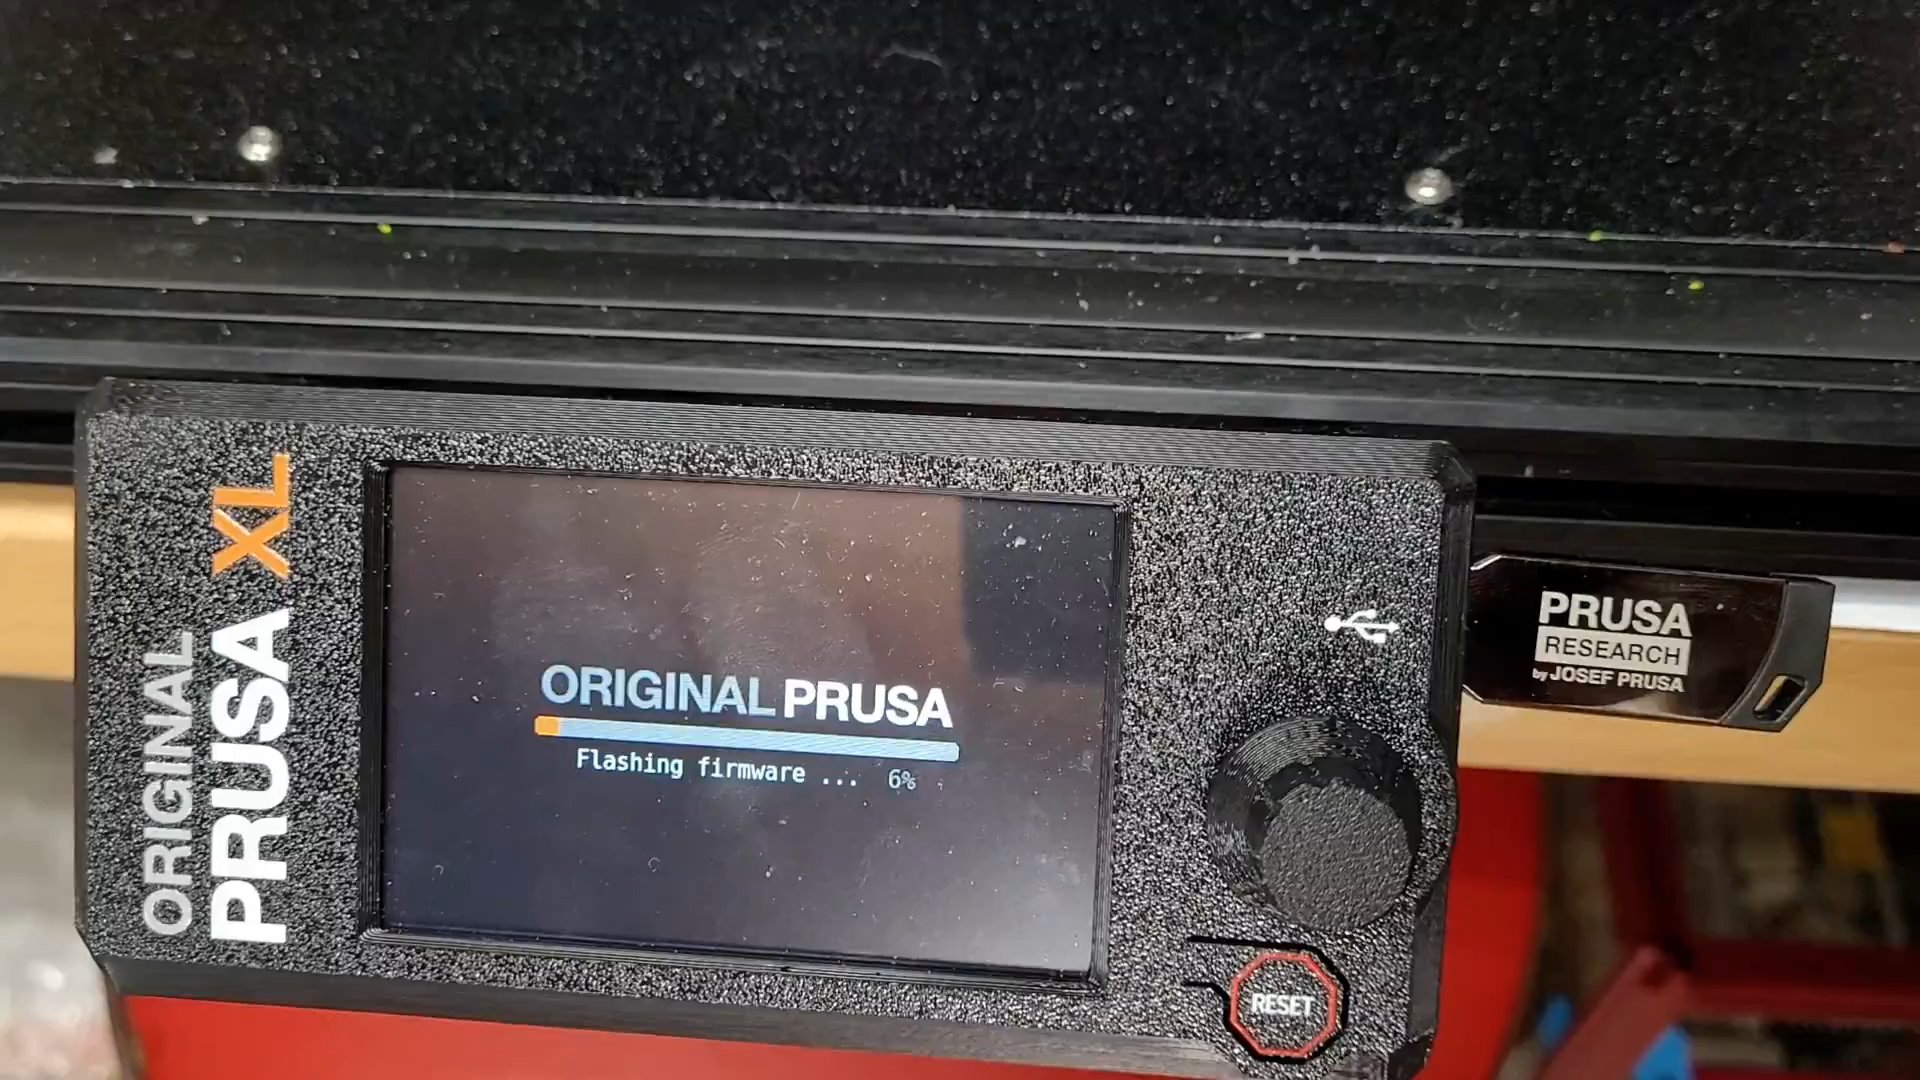 ORIGINAL
PRUSA XL
ORIGINAL PRUSA
Flashing firmware ... 6%
RESET
PRUSA
RESEARCH
by JOSEF PRUSA